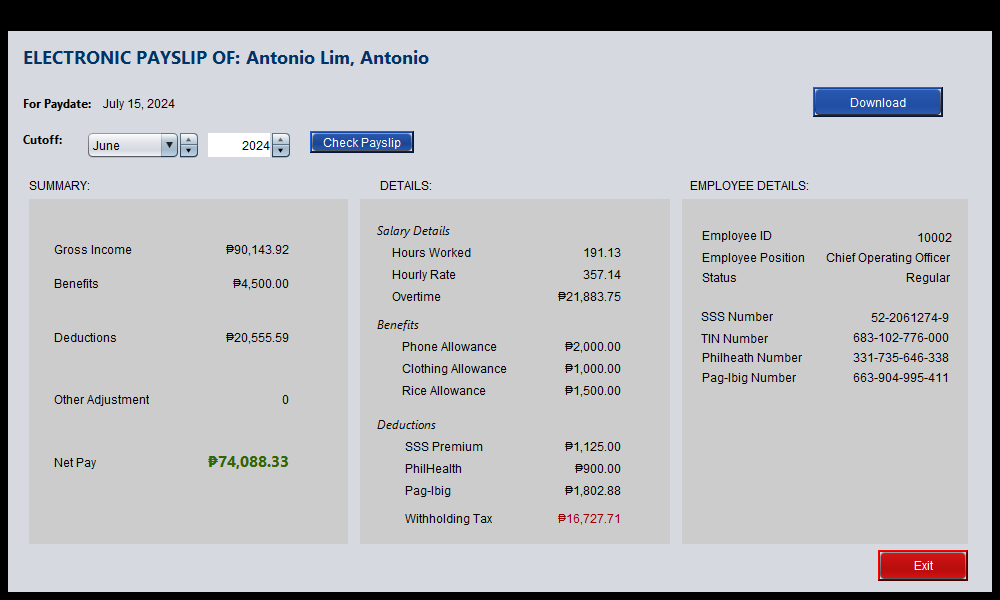 ELECTRONIC PAYSLIP OF: Antonio Lim, Antonio
For Paydate: July 15, 2024
Download
Cutoff: June 2024 Check Payslip
SUMMARY:
Gross Income ₱90,143.92
Benefits ₱4,500.00
Deductions ₱20,555.59
Other Adjustment 0
Net Pay ₱74,088.33
DETAILS:
Salary Details
Hours Worked 191.13
Hourly Rate 357.14
Overtime ₱21,883.75
Benefits
Phone Allowance ₱2,000.00
Clothing Allowance ₱1,000.00
Rice Allowance ₱1,500.00
Deductions
SSS Premium ₱1,125.00
PhilHealth ₱900.00
Pag-Ibig ₱1,802.88
Withholding Tax ₱16,727.71
EMPLOYEE DETAILS:
Employee ID 10002
Employee Position Chief Operating Officer
Status Regular
SSS Number 52-2061274-9
TIN Number 683-102-776-000
Philheath Number 331-735-646-338
Pag-Ibig Number 663-904-995-411
Exit